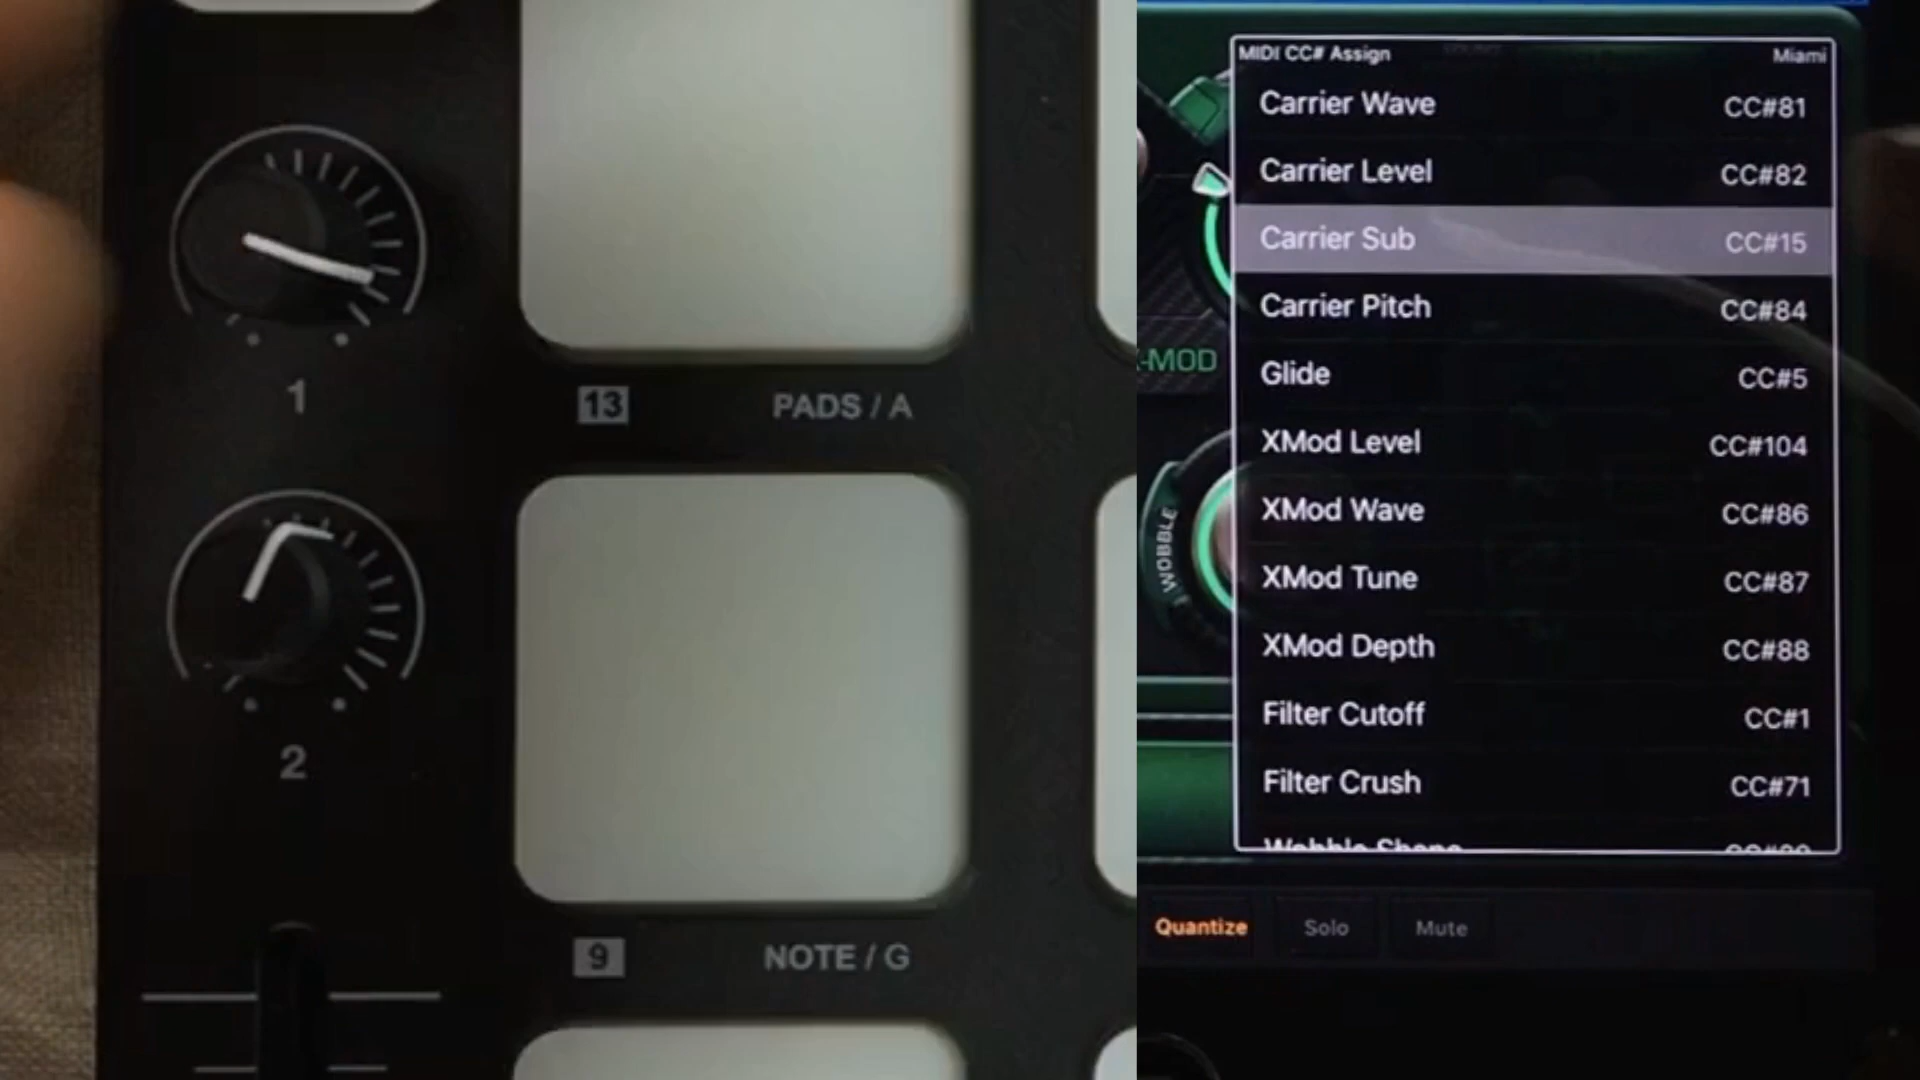 1
13 PADS / A
2
9 NOTE / G
MIDI CC# Assign Miami
Carrier Wave CC#81
Carrier Level CC#82
Carrier Sub CC#15
Carrier Pitch CC#84
Glide CC#5
XMod Level CC#104
XMod Wave CC#86
XMod Tune CC#87
XMod Depth CC#88
Filter Cutoff CC#1
Filter Crush CC#71
Wobble Shape
-MOD
WOBBLE
Quantize Solo Mute